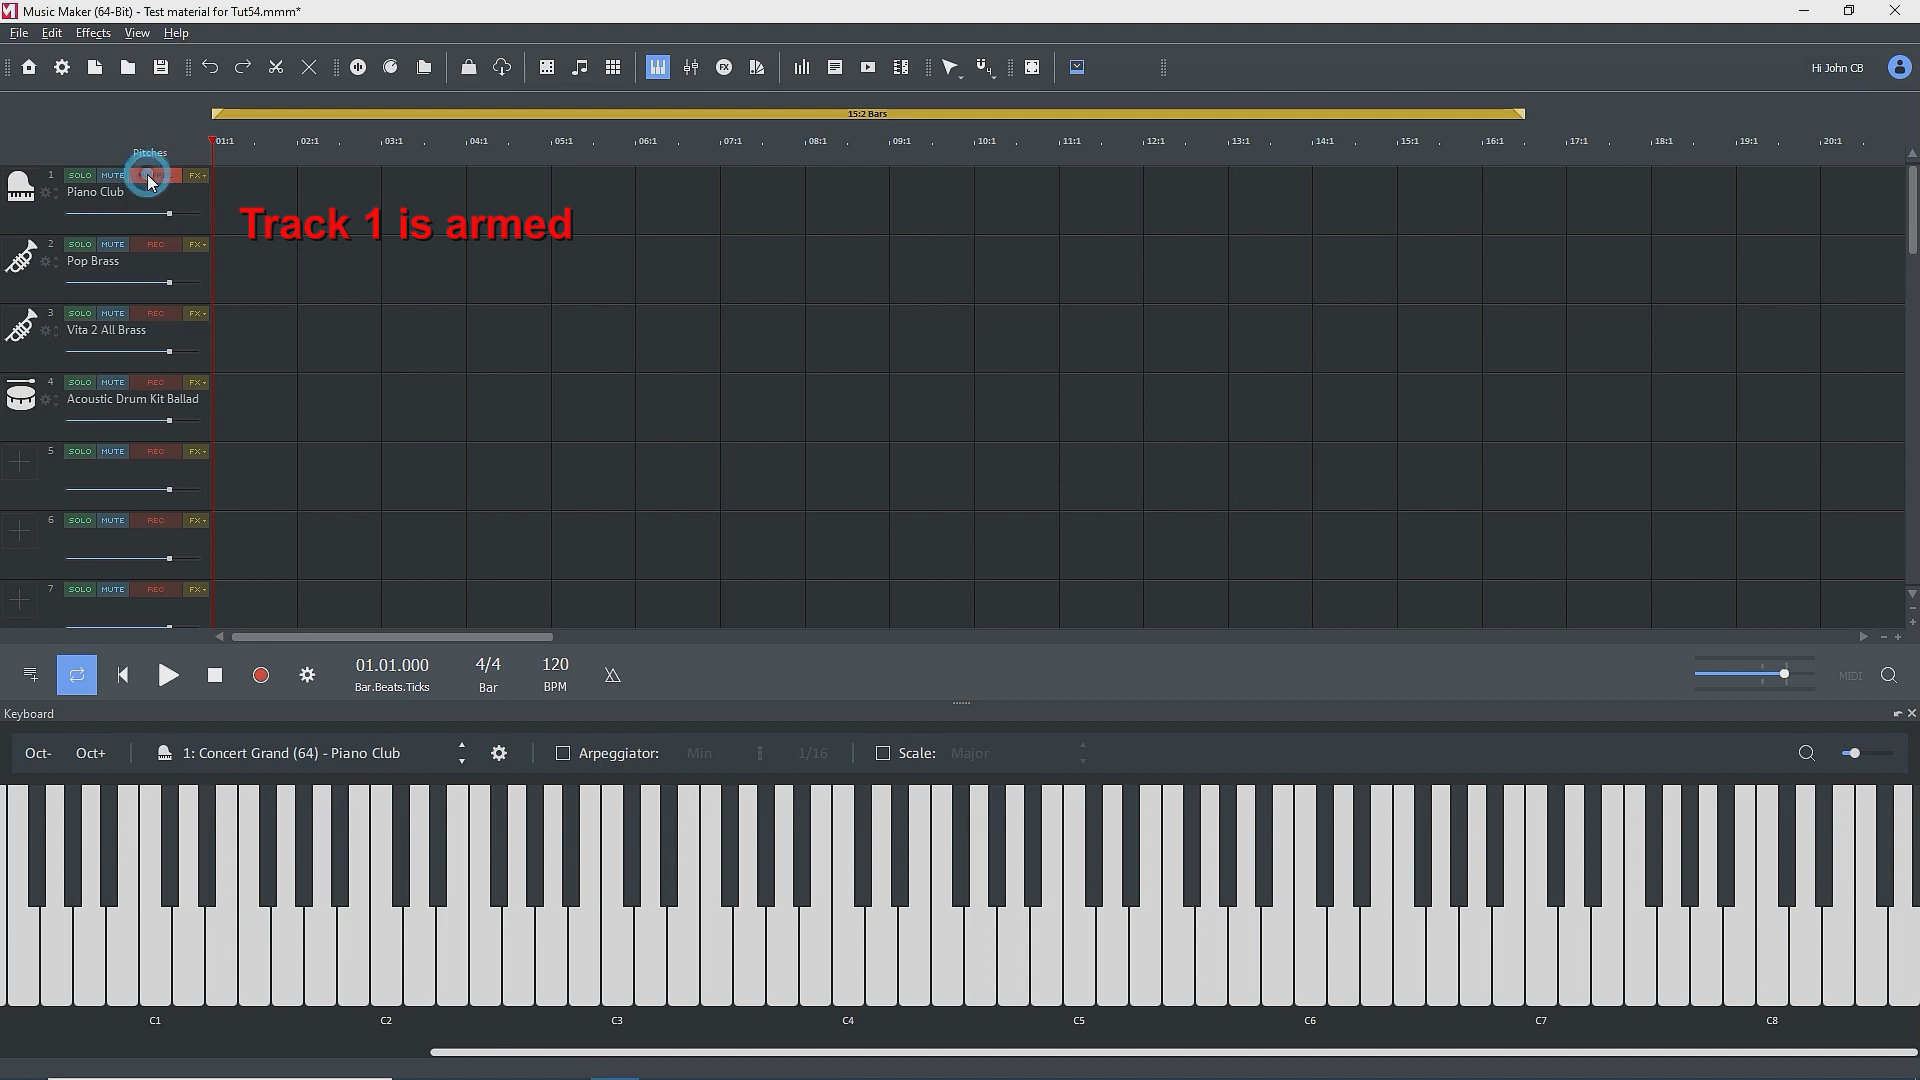 Music Maker (64-Bit) - Test material for Tut54.mmm*
File Edit Effects View Help
Hi John CB
15:2 Bars
01:1 02:1 03:1 04:1 05:1 06:1 07:1 08:1 09:1 10:1 11:1 12:1 13:1 14:1 15:1 16:1 17:1 18:1 19:1 20:1
Pitches
1 SOLO MUTE FX
Piano Club
Track 1 is armed
2 SOLO MUTE REC FX
Pop Brass
3 SOLO MUTE REC FX
Vita 2 All Brass
4 SOLO MUTE REC FX
Acoustic Drum Kit Ballad
5 SOLO MUTE REC FX
6 SOLO MUTE REC FX
7 SOLO MUTE REC FX
01.01.000 4/4 120
Bar.Beats.Ticks Bar BPM
MIDI
Keyboard
Oct- Oct+ 1: Concert Grand (64) - Piano Club Arpeggiator: Min 1/16 Scale: Major
C1 C2 C3 C4 C5 C6 C7 C8